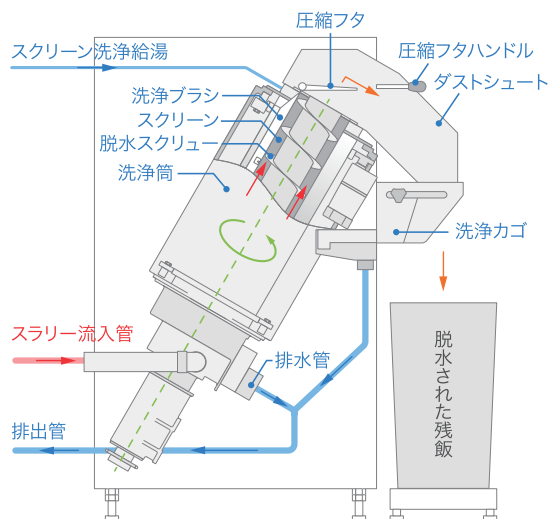 圧縮フタ
スクリーン洗浄給湯
圧縮フタハンドル
ダストシュート
洗浄ブラシ
スクリーン
脱水スクリュー
洗浄筒
洗浄カゴ
スラリー流入管
排水管
脱水された残飯
排出管